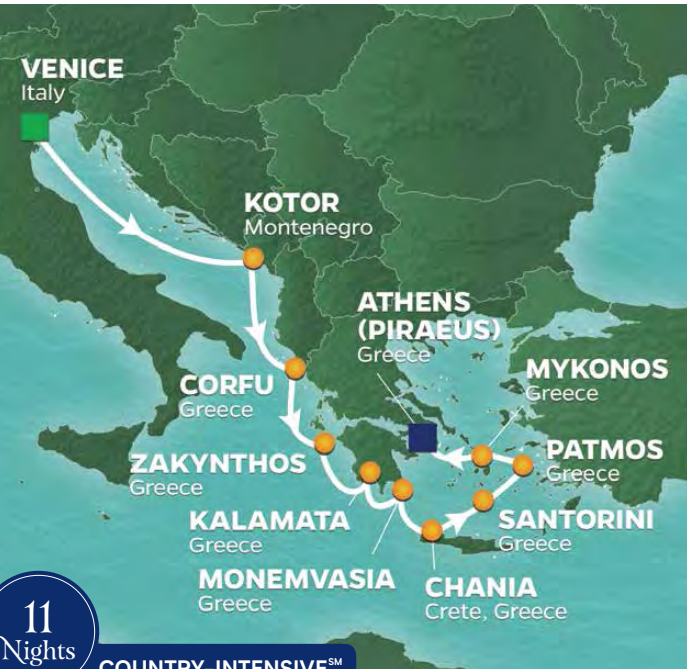 VENICE
Italy
KOTOR
Montenegro
ATHENS
(PIRAEUS)
Greece
MYKONOS
Greece
CORFU
Greece
PATMOS
Greece
ZAKYNTHOS
Greece
SANTORINI
Greece
KALAMATA
Greece
MONEMVASIA
Greece
CHANIA
Crete, Greece
11
Nights
COUNTRY-INTENSIVE℠